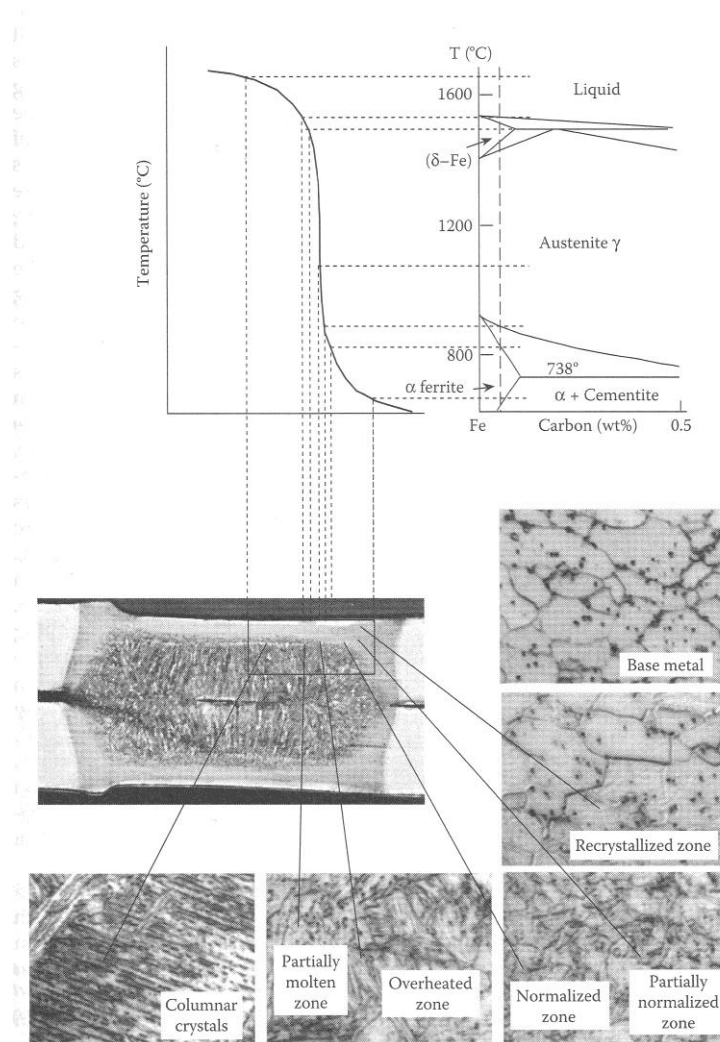 T (°C)
1600
Liquid
(δ–Fe)
Temperature (°C)
1200
Austenite γ
800
738°
α ferrite
α + Cementite
Fe
Carbon (wt%)
0.5
Base metal
Recrystallized zone
Columnar
crystals
Partially
molten
zone
Overheated
zone
Normalized
zone
Partially
normalized
zone